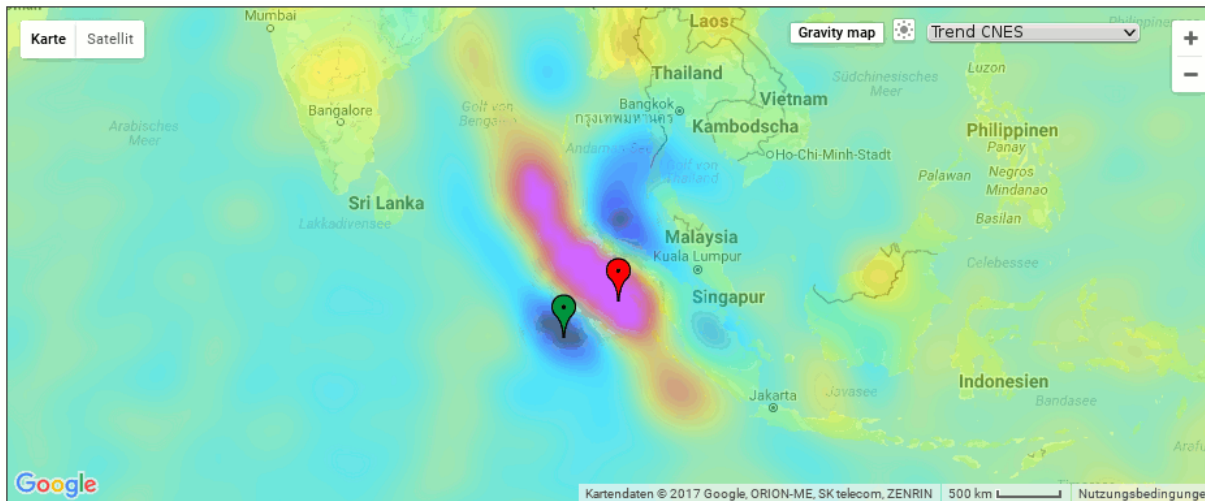 Karte
Satellit
Gravity map
Trend CNES
+
−
Mumbai
Laos
Thailand
Vietnam
Südchinesisches
Meer
Luzon
Bangalore
Golf von
Bengalen
Arabisches
Meer
Bangkok
กรุงเทพมหานคร
Kambodscha
Philippinen
Panay
Andaman See
Ho-Chi-Minh-Stadt
Golf von
Thailand
Negros
Palawan
Mindanao
Sri Lanka
Lakkadivensee
Basilan
Malaysia
Kuala Lumpur
Celebessee
Singapur
Jakarta
Javasee
Indonesien
Bandasee
Google
Kartendaten © 2017 Google, ORION-ME, SK telecom, ZENRIN
500 km
Nutzungsbedingunge